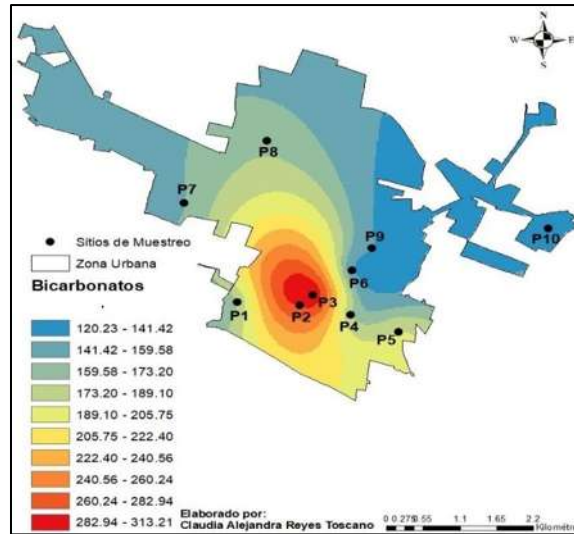 N
W E
S
P8
P7
P9
P10
P6
P3
P1
P2
P4
P5
Sitios de Muestreo
Zona Urbana
Bicarbonatos
120.23 - 141.42
141.42 - 159.58
159.58 - 173.20
173.20 - 189.10
189.10 - 205.75
205.75 - 222.40
222.40 - 240.56
240.56 - 260.24
260.24 - 282.94
282.94 - 313.21
Elaborado por:
Claudia Alejandra Reyes Toscano
0 0.275 0.55 1.1 1.65 2.2